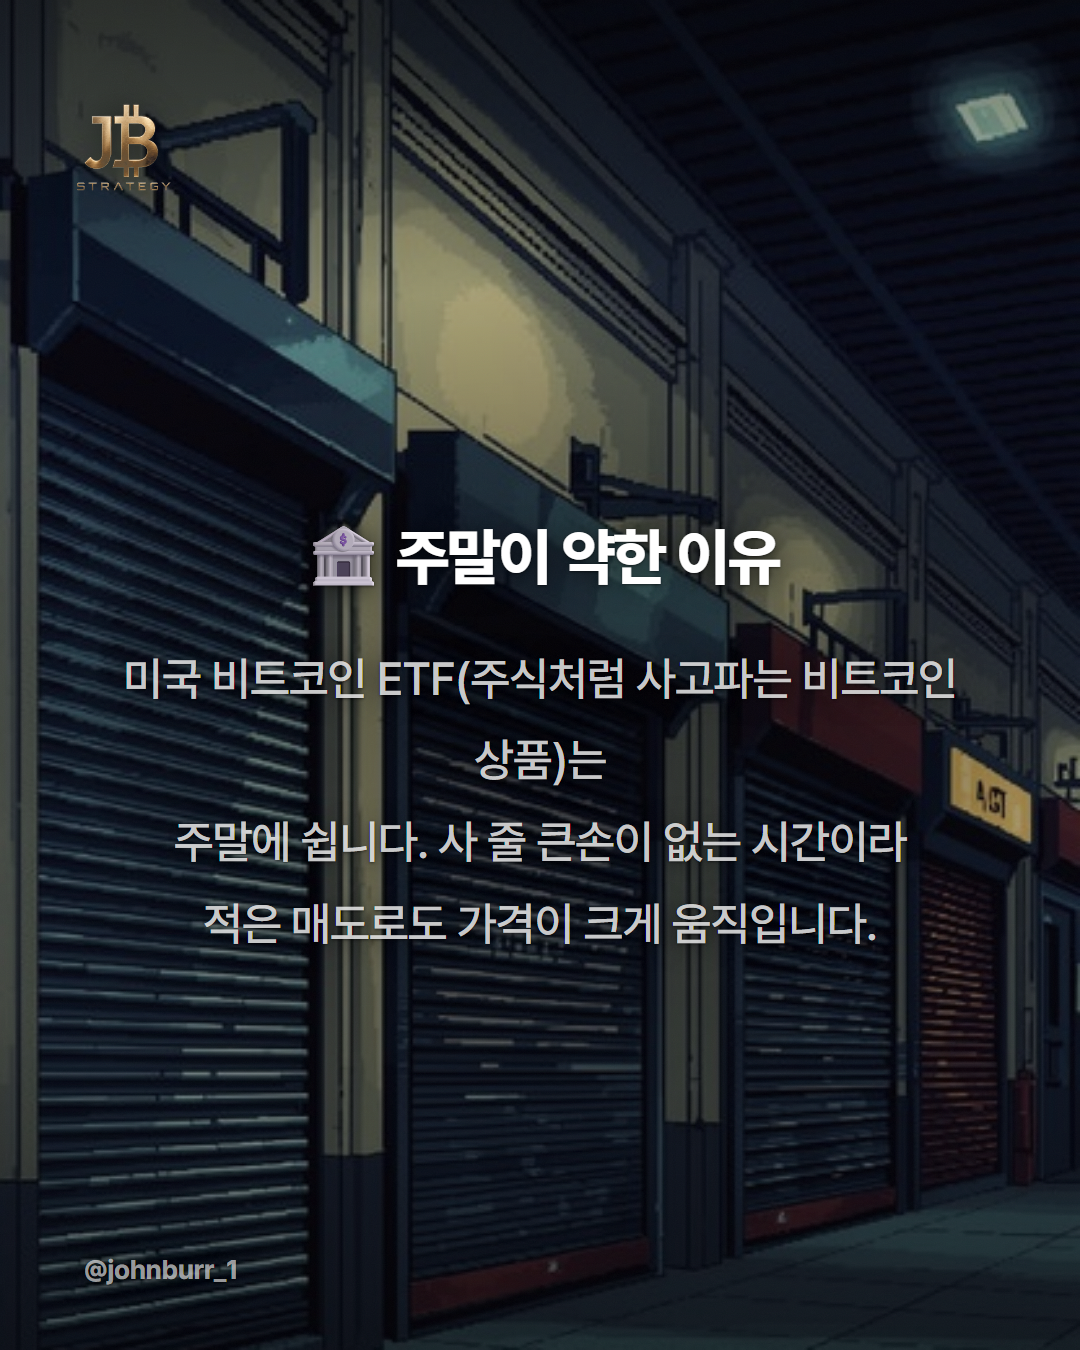 JB
STRATEGY
🏦 주말이 약한 이유
미국 비트코인 ETF(주식처럼 사고파는 비트코인
상품)는
주말에 쉽니다. 사 줄 큰손이 없는 시간이라
적은 매도로도 가격이 크게 움직입니다.
@johnburr_1